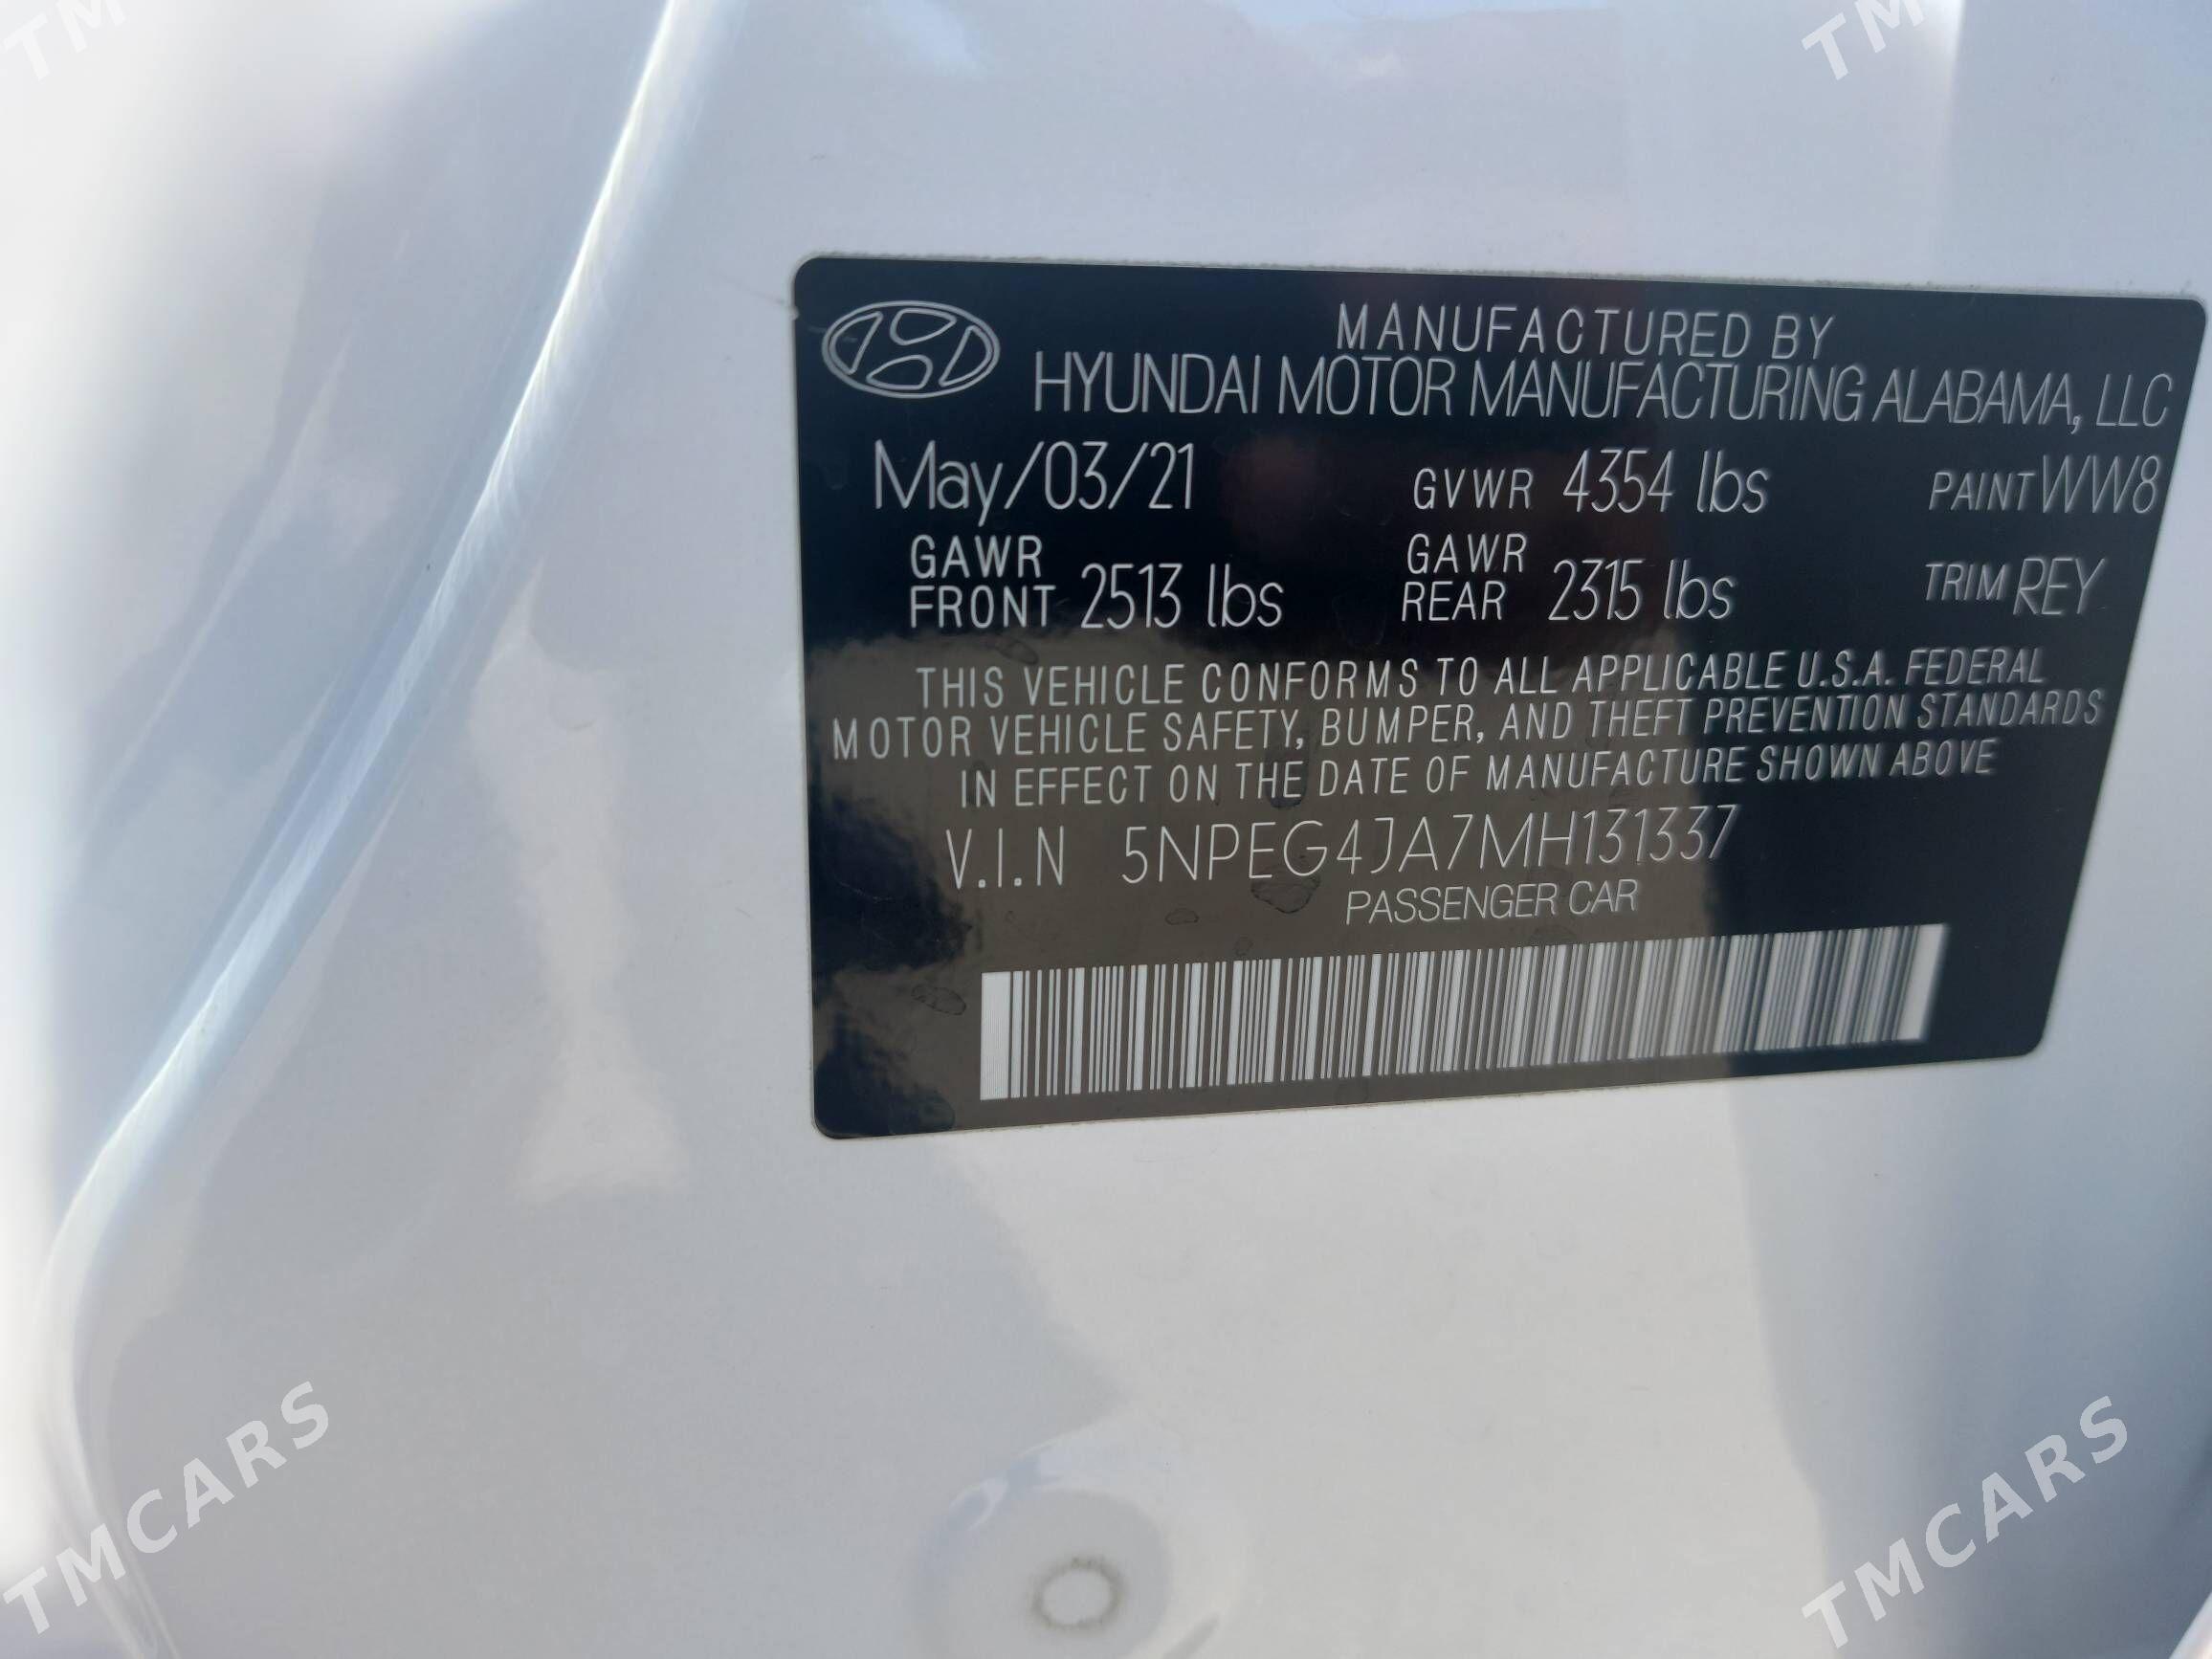 TM
TM
MANUFACTURED BY
HYUNDAI MOTOR MANUFACTURING ALABAMA, LLC
May/03/21 GVWR 4354 lbs PAINT WW8
GAWR FRONT 2513 lbs GAWR REAR 2315 lbs TRIM REY
THIS VEHICLE CONFORMS TO ALL APPLICABLE U.S.A. FEDERAL
MOTOR VEHICLE SAFETY, BUMPER, AND THEFT PREVENTION STANDARDS
IN EFFECT ON THE DATE OF MANUFACTURE SHOWN ABOVE
V.I.N 5NPEG4JA7MH131337
PASSENGER CAR
TMCARS
TMCARS